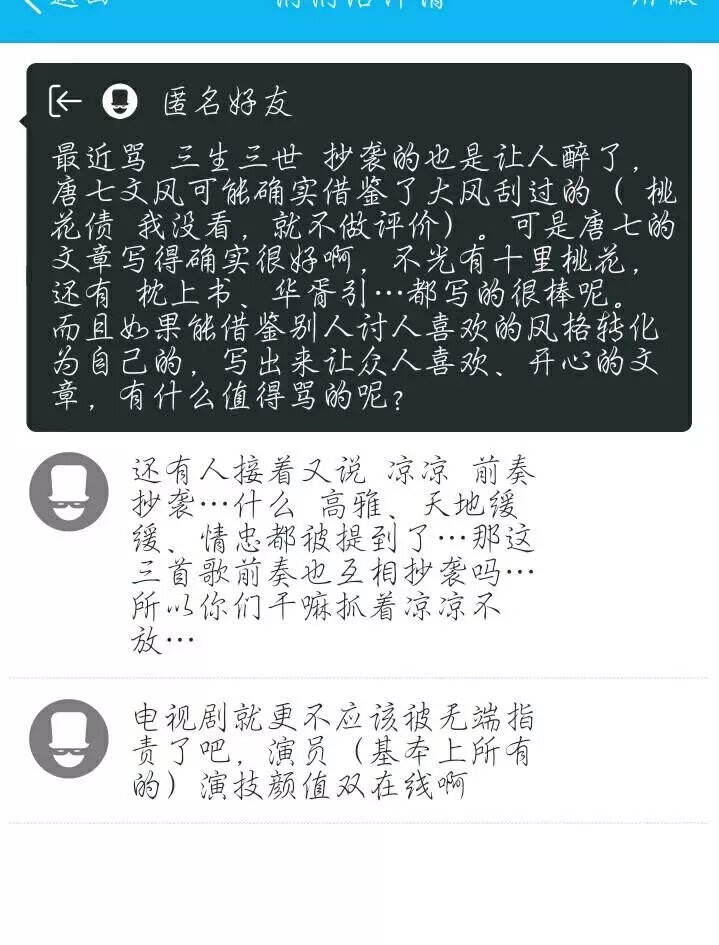 匿名好友
最近骂 三生三世 抄袭的也是让人醉了，
唐七文风可能确实借鉴了大风刮过的（ 桃
花债 我没看，就不做评价）。可是唐七的
文章写得确实很好啊，不光有十里桃花，
还有 枕上书、华胥引…都写的很棒呢。
而且如果能借鉴别人讨人喜欢的风格转化
为自己的，写出来让众人喜欢、开心的文
章，有什么值得骂的呢？
还有人接着又说 凉凉 前奏
抄袭…什么 高雅、天地缓
缓、情忠都被提到了…那这
三首歌前奏也互相抄袭吗…
所以你们干嘛抓着凉凉不
放…
电视剧就更不应该被无端指
责了吧，演员（基本上所有
的）演技颜值双在线啊